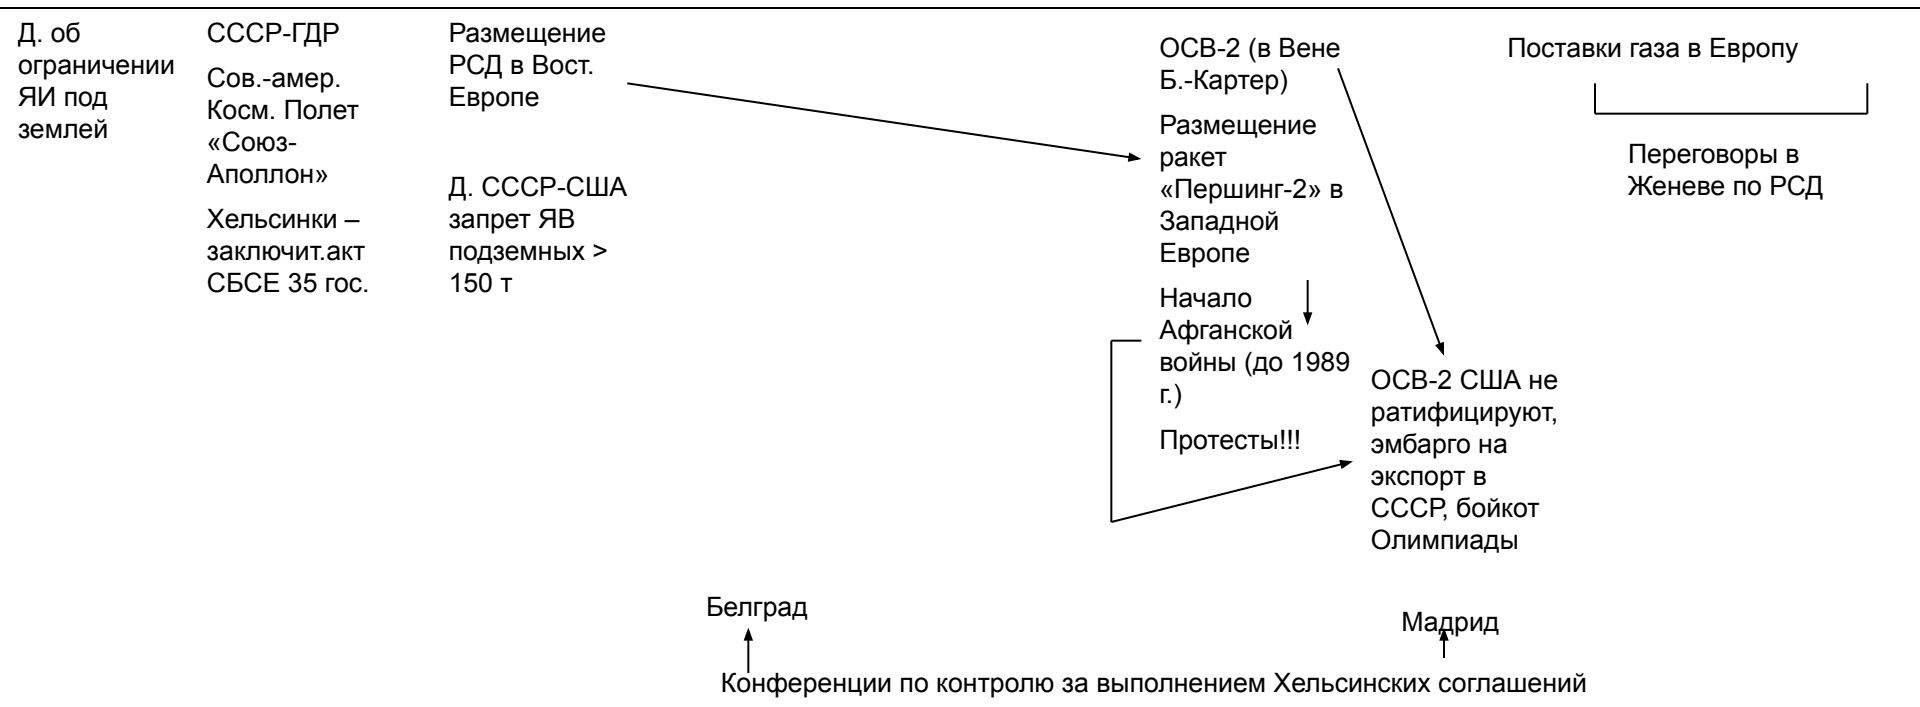 Д. об
ограничении
ЯИ под
землей
СССР-ГДР
Сов.-амер.
Косм. Полет
«Союз-
Аполлон»
Хельсинки –
заключит.акт
СБСЕ 35 гос.
Размещение
РСД в Вост.
Европе
Д. СССР-США
запрет ЯВ
подземных >
150 т
ОСВ-2 (в Вене
Б.-Картер)
Размещение
ракет
«Першинг-2» в
Западной
Европе
Начало
Афганской
войны (до 1989
г.)
Протесты!!!
ОСВ-2 США не
ратифицируют,
эмбарго на
экспорт в
СССР, бойкот
Олимпиады
Поставки газа в Европу
Переговоры в
Женеве по РСД
Белград
Мадрид
Конференции по контролю за выполнением Хельсинских соглашений